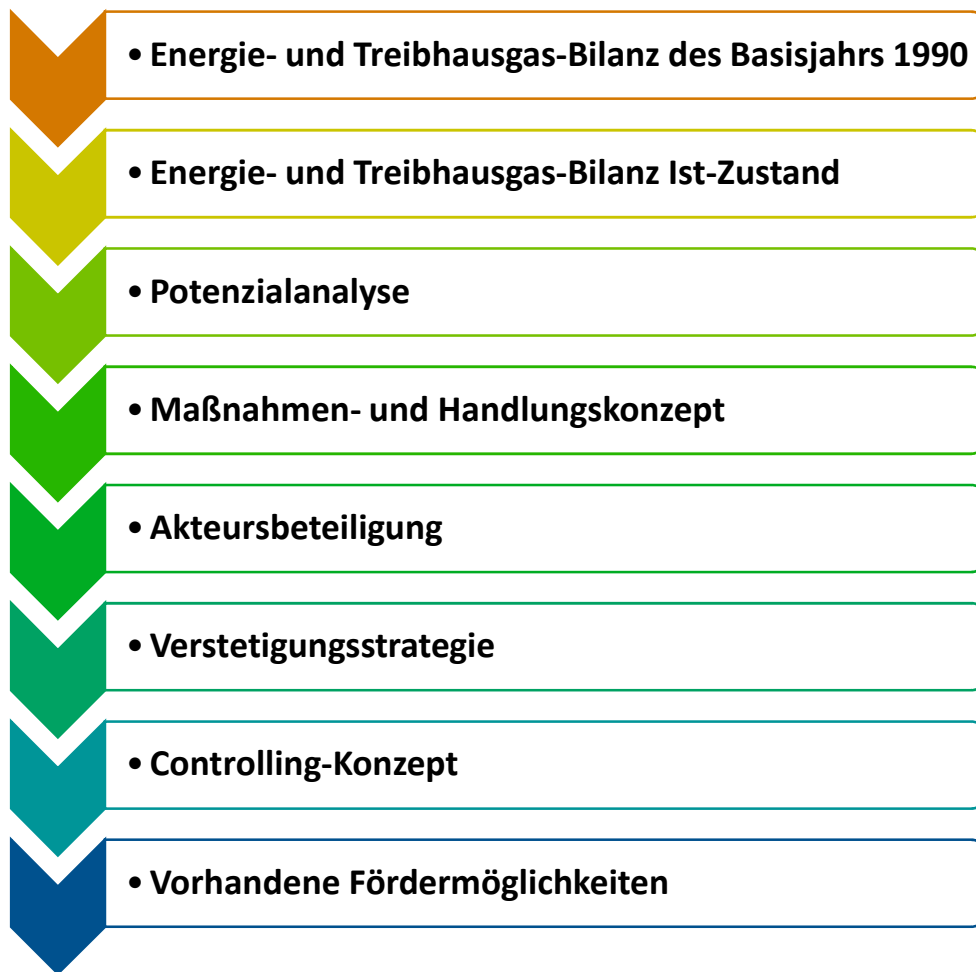 • Energie- und Treibhausgas-Bilanz des Basisjahrs 1990
• Energie- und Treibhausgas-Bilanz Ist-Zustand
• Potenzialanalyse
• Maßnahmen- und Handlungskonzept
• Akteursbeteiligung
• Verstetigungsstrategie
• Controlling-Konzept
• Vorhandene Fördermöglichkeiten